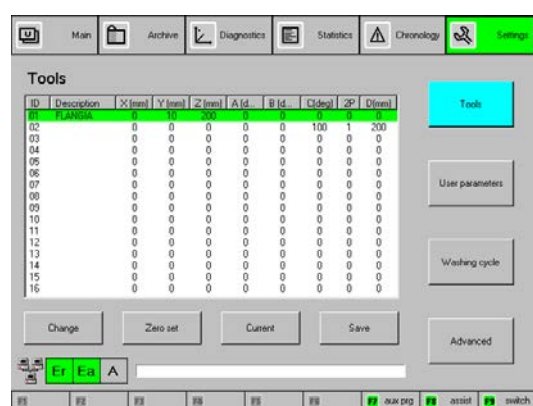 Main Archive Diagnostics Statistics Chronology Settings
Tools
ID Description X [mm] Y [mm] Z [mm] A [d... B [d... C[deg] 2P D[mm]
01 FLANGIA 0 10 200 0 0 0 0 0
02 0 0 0 0 0 100 1 200
03 0 0 0 0 0 0 0 0
04 0 0 0 0 0 0 0 0
05 0 0 0 0 0 0 0 0
06 0 0 0 0 0 0 0 0
07 0 0 0 0 0 0 0 0
08 0 0 0 0 0 0 0 0
09 0 0 0 0 0 0 0 0
10 0 0 0 0 0 0 0 0
11 0 0 0 0 0 0 0 0
12 0 0 0 0 0 0 0 0
13 0 0 0 0 0 0 0 0
14 0 0 0 0 0 0 0 0
15 0 0 0 0 0 0 0 0
16 0 0 0 0 0 0 0 0
Tools
User parameters
Washing cycle
Advanced
Change Zero set Current Save
Er Ea A
F1 F2 F3 F4 F5 F6 F7 aux prg F8 assist F9 switch